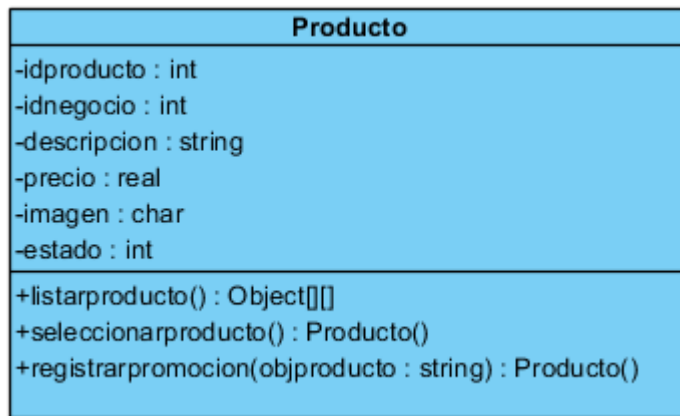 Producto
-idproducto : int
-idnegocio : int
-descripcion : string
-precio : real
-imagen : char
-estado : int
+listarproducto() : Object[][]
+seleccionarproducto() : Producto()
+registrarpromocion(objproducto : string) : Producto()